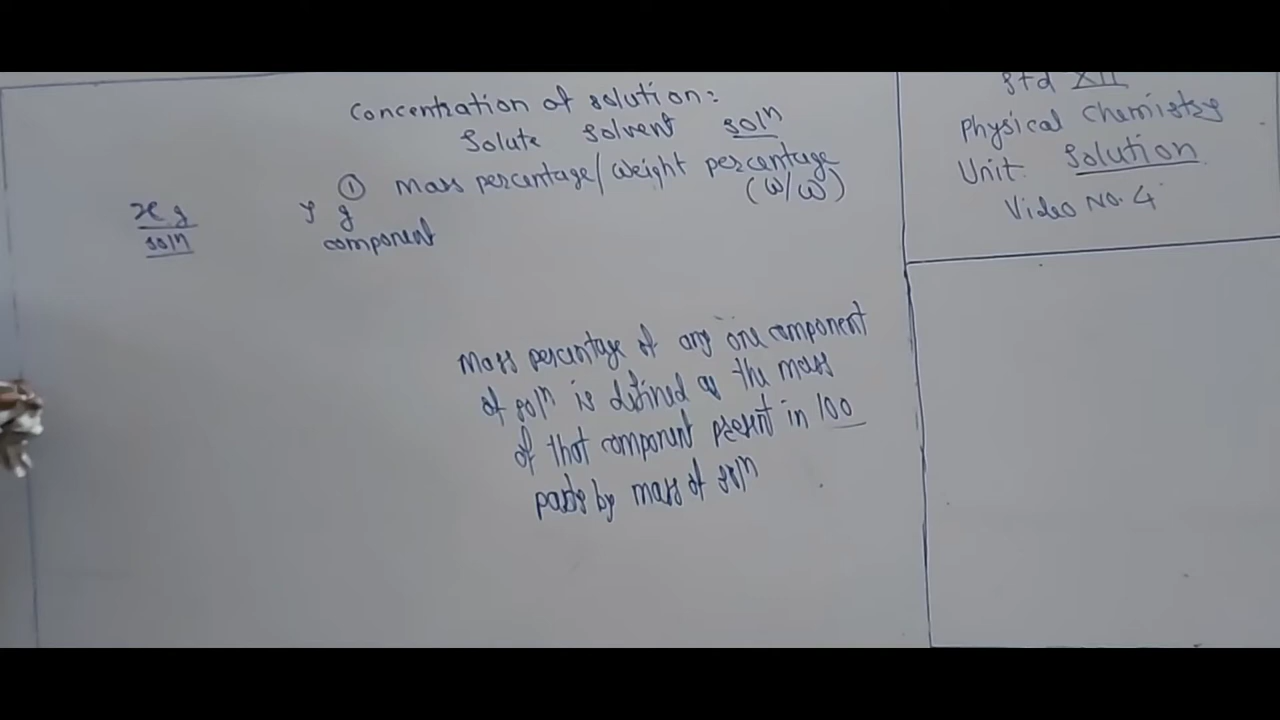 Concentration of solution:
Solute Solvent solⁿ
① Mass percentage/Weight percentage
(W/W)
x g
solⁿ
y g
component
Mass percentage of any one component
of solⁿ is defined as the mass
of that component present in 100
parts by mass of solⁿ
Std XII
Physical Chemistry
Unit: Solution
Video No. 4